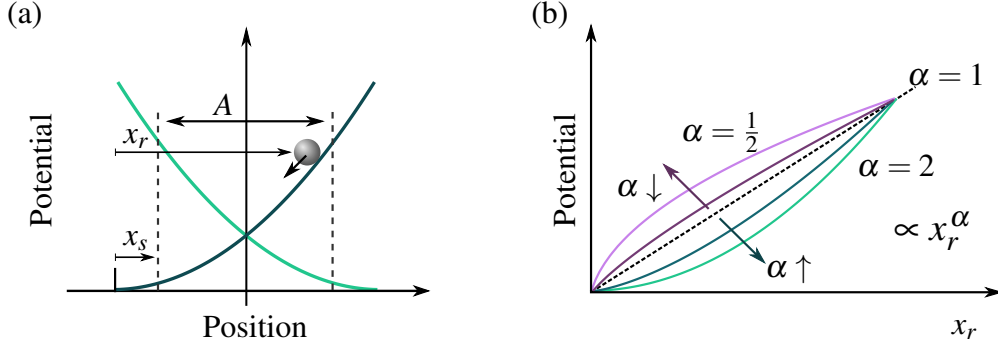 (a)
Potential
A
x_r
x_s
Position
(b)
Potential
α = 1
α = 1/2
α = 2
α ↓
α ↑
∝ x_r^α
x_r